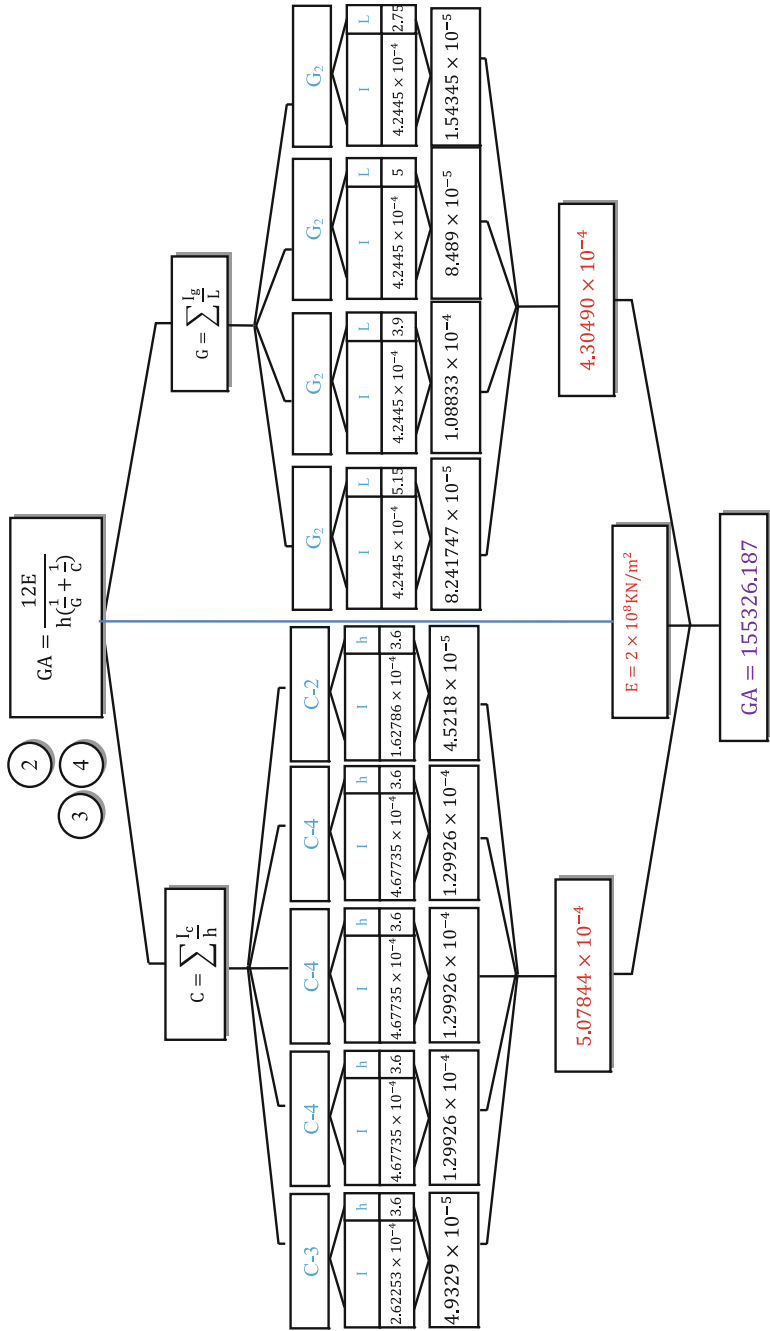 2
3
4
GA = 12E / h(1/G + 1/C)
C = ∑ I_c/h
G = ∑ I_g/L
C-3
C-4
C-4
C-4
C-2
G₂
G₂
G₂
G₂
I h
I h
I h
I h
I h
I L
I L
I L
I L
2.62253 × 10⁻⁴ 3.6
4.67735 × 10⁻⁴ 3.6
4.67735 × 10⁻⁴ 3.6
4.67735 × 10⁻⁴ 3.6
1.62786 × 10⁻⁴ 3.6
4.2445 × 10⁻⁴ 5.15
4.2445 × 10⁻⁴ 3.9
4.2445 × 10⁻⁴ 5
4.2445 × 10⁻⁴ 2.75
4.9329 × 10⁻⁵
1.29926 × 10⁻⁴
1.29926 × 10⁻⁴
1.29926 × 10⁻⁴
4.5218 × 10⁻⁵
8.241747 × 10⁻⁵
1.08833 × 10⁻⁴
8.489 × 10⁻⁵
1.54345 × 10⁻⁵
5.07844 × 10⁻⁴
4.30490 × 10⁻⁴
E = 2 × 10⁸KN/m²
GA = 155326.187